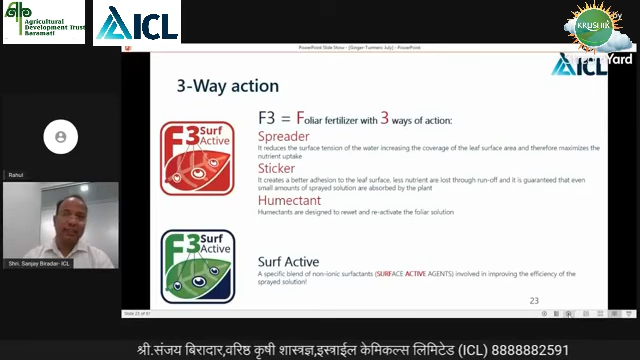 Agricultural
Development Trust
Baramati
ICL
KRUSHIK
PowerPoint Slide Show - [Ginger-Turmeric July] - PowerPoint
ICL
3-Way action
F3 = Foliar fertilizer with 3 ways of action:
F3 Surf
Active
Spreader
It reduces the surface tension of the water increasing the coverage of the leaf surface area and therefore maximizes the
nutrient uptake
Sticker
It creates a better adhesion to the leaf surface, less nutrient are lost through run-off and it is guaranteed that even
small amounts of sprayed solution are absorbed by the plant
Humectant
Humectants are designed to rewet and re-activate the foliar solution
F3 Surf
Active
Surf Active
A specific blend of non-ionic surfactants (SURFACE ACTIVE AGENTS) involved in improving the efficiency of the
sprayed solution!
23
Rahul
Shri. Sanjay Biradar- ICL
श्री.संजय बिरादार,वरिष्ठ कृषी शास्त्रज्ञ,इस्त्राईल केमिकल्स लिमिटेड (ICL) 8888882591